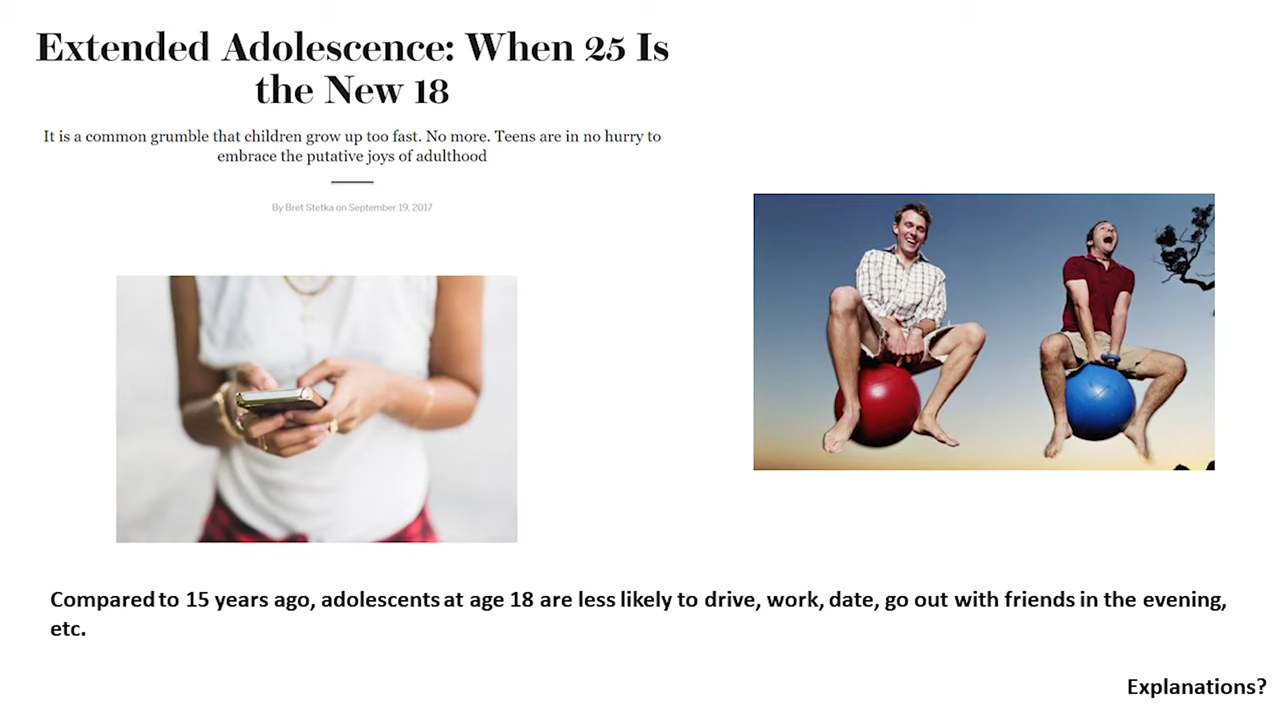 Extended Adolescence: When 25 Is
the New 18
It is a common grumble that children grow up too fast. No more. Teens are in no hurry to
embrace the putative joys of adulthood
By Bret Stetka on September 19, 2017
Compared to 15 years ago, adolescents at age 18 are less likely to drive, work, date, go out with friends in the evening,
etc.
Explanations?